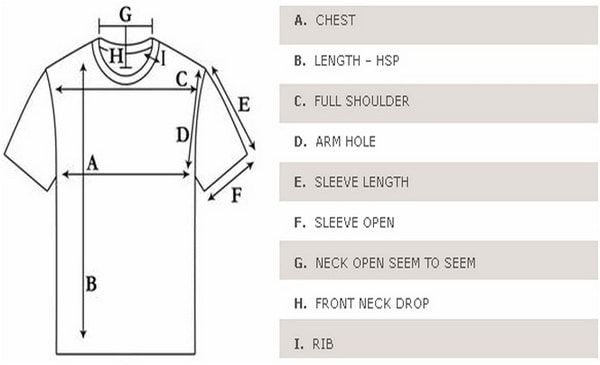 G
H
I
C
E
D
A
F
B
A. CHEST
B. LENGTH – HSP
C. FULL SHOULDER
D. ARM HOLE
E. SLEEVE LENGTH
F. SLEEVE OPEN
G. NECK OPEN SEEM TO SEEM
H. FRONT NECK DROP
I. RIB